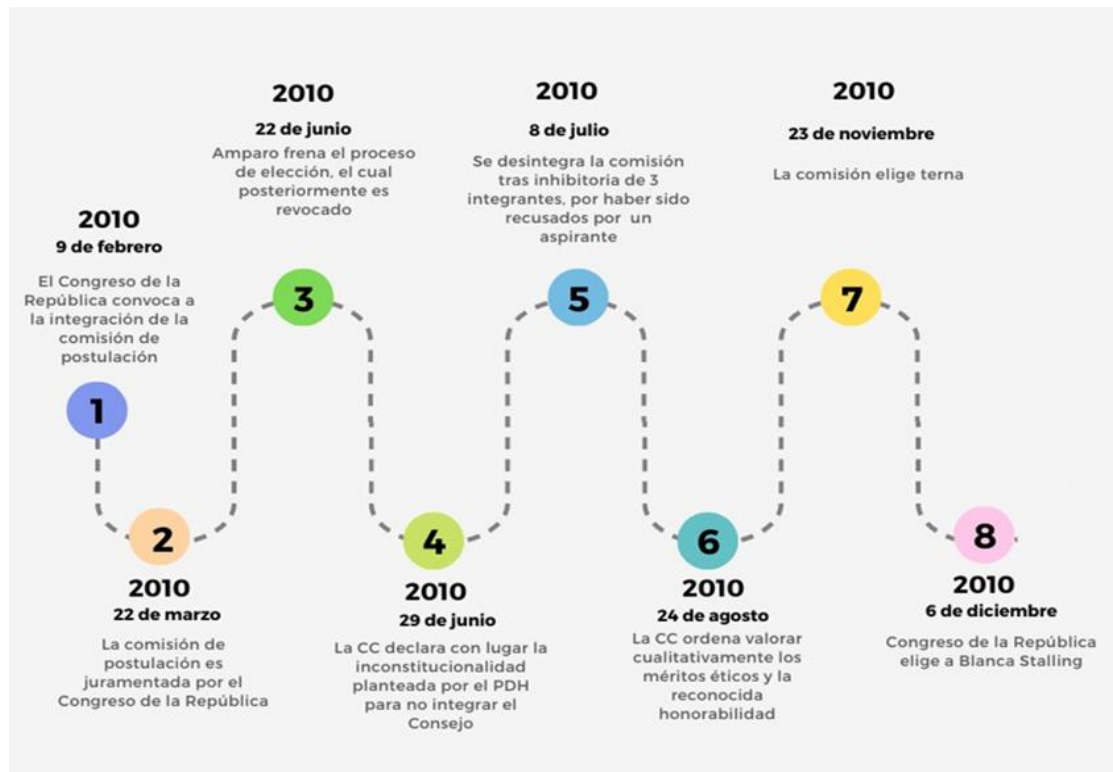 2010
9 de febrero
El Congreso de la
República convoca a
la integración de la
comisión de
postulación
1
2
2010
22 de marzo
La comisión de
postulación es
juramentada por el
Congreso de la República
2010
22 de junio
Amparo frena el proceso
de elección, el cual
posteriormente es
revocado
3
4
2010
29 de junio
La CC declara con lugar la
inconstitucionalidad
planteada por el PDH
para no integrar el
Consejo
2010
8 de julio
Se desintegra la comisión
tras inhibitoria de 3
integrantes, por haber sido
recusados por un
aspirante
5
6
2010
24 de agosto
La CC ordena valorar
cualitativamente los
méritos éticos y la
reconocida
honorabilidad
2010
23 de noviembre
La comisión elige terna
7
8
2010
6 de diciembre
Congreso de la República
elige a Blanca Stalling